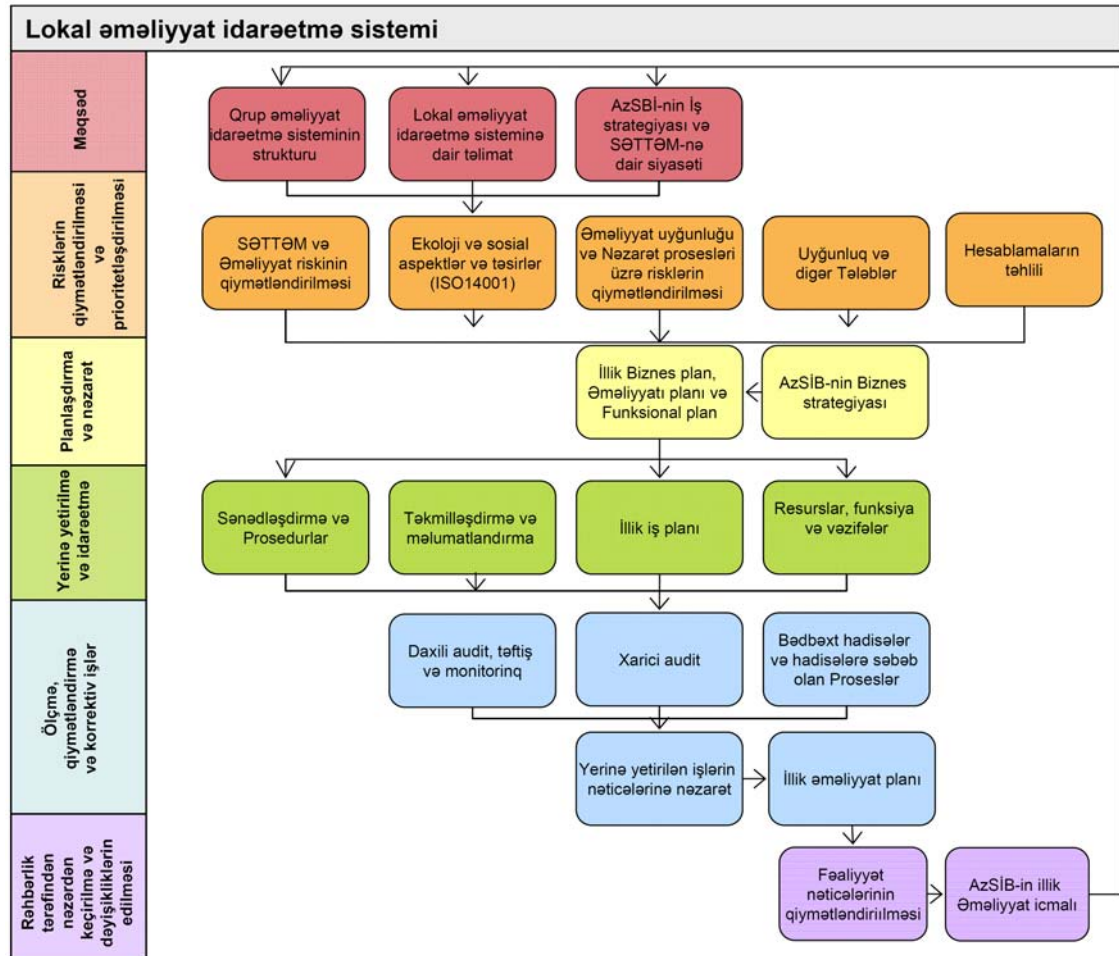 Lokal əməliyyat idarəetmə sistemi
Məqsəd
Qrup əməliyyat
idarəetmə sisteminin
strukturu
Lokal əməliyyat
idarəetmə sisteminə
dair təlimat
AzSBİ-nin İş
strategiyası və
SƏTTƏM-nə
dair siyasəti
Risklərin
qiymətləndirilməsi
və
prioritetləşdirilməsi
SƏTTƏM və
Əməliyyat riskinin
qiymətləndirilməsi
Ekoloji və sosial
aspektlər və təsirlər
(ISO14001)
Əməliyyat uyğunluğu
və Nəzarət prosesləri
üzrə risklərin
qiymətləndirilməsi
Uyğunluq və
digər Tələblər
Hesablamaların
təhlili
Planlaşdırma
və nəzarət
İllik Biznes plan,
Əməliyyatı planı və
Funksional plan
AzSİB-nin Biznes
strategiyası
Yerinə yetirilmə
və idarəetmə
Sənədləşdirmə və
Prosedurlar
Təkmilləşdirmə və
məlumatlandırma
İllik iş planı
Resurslar, funksiya
və vəzifələr
Ölçmə,
qiymətləndirmə
və korrektiv işlər
Daxili audit, təftiş
və monitorinq
Xarici audit
Bədbəxt hadisələr
və hadisələrə səbəb
olan Proseslər
Yerinə yetirilən işlərin
nəticələrinə nəzarət
İllik əməliyyat planı
Rəhbərlik
tərəfindən
nəzərdən
keçirilmə və
dəyişikliklərin
edilməsi
Fəaliyyət
nəticələrinin
qiymətləndiriılməsi
AzSİB-in illik
Əməliyyat icmalı